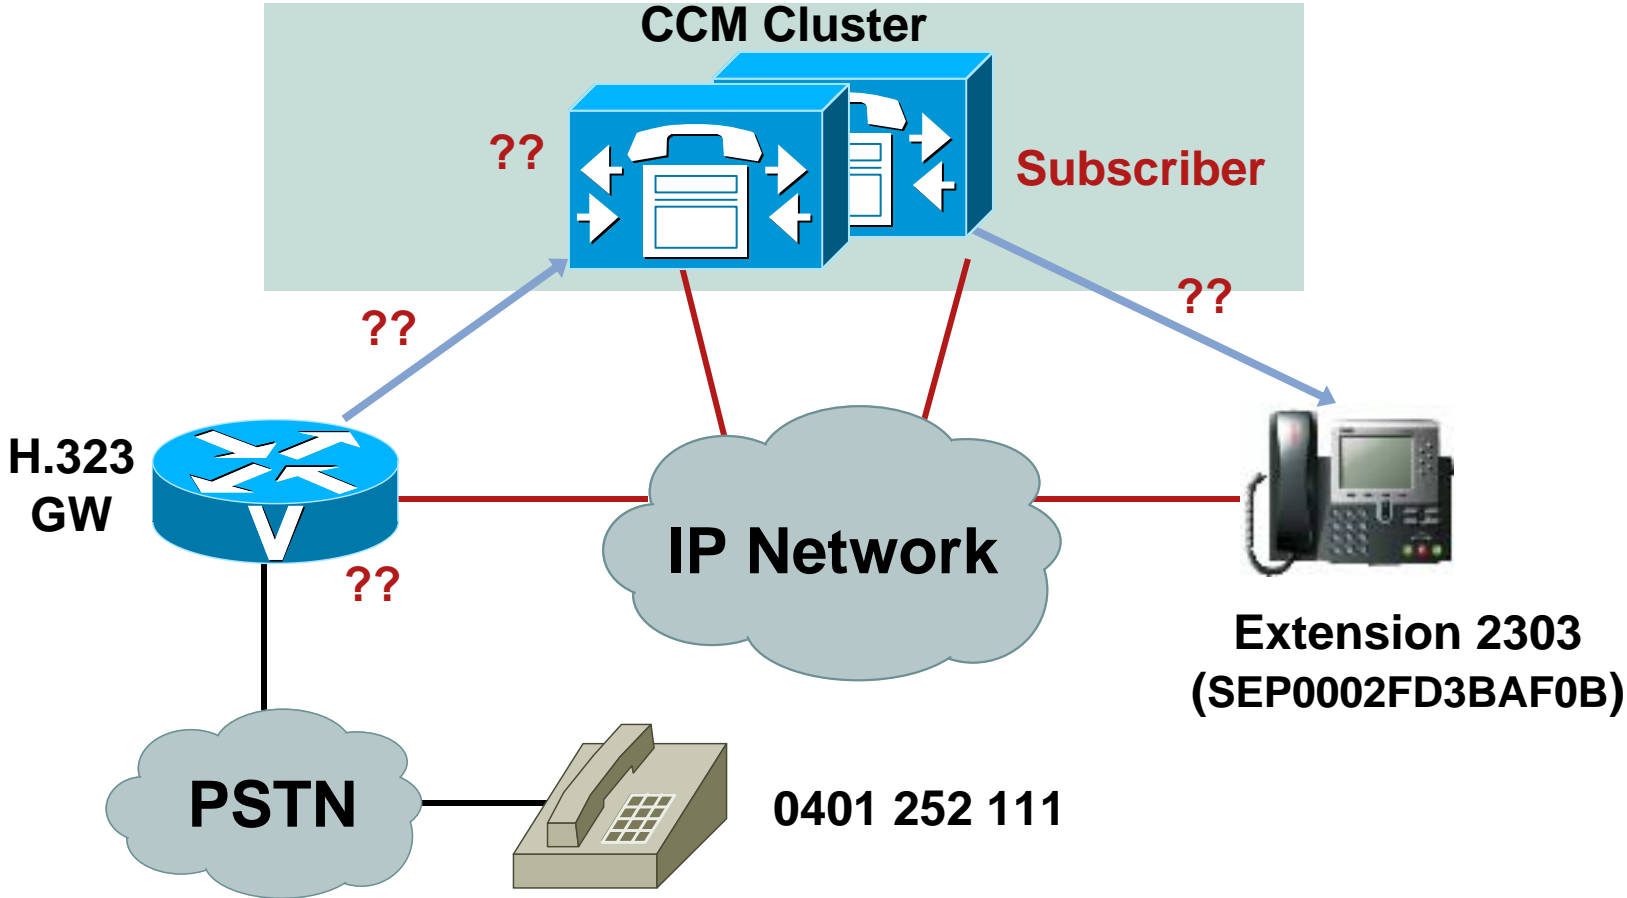 CCM Cluster
??
Subscriber
??
??
H.323
GW
??
IP Network
Extension 2303
(SEP0002FD3BAF0B)
PSTN
0401 252 111